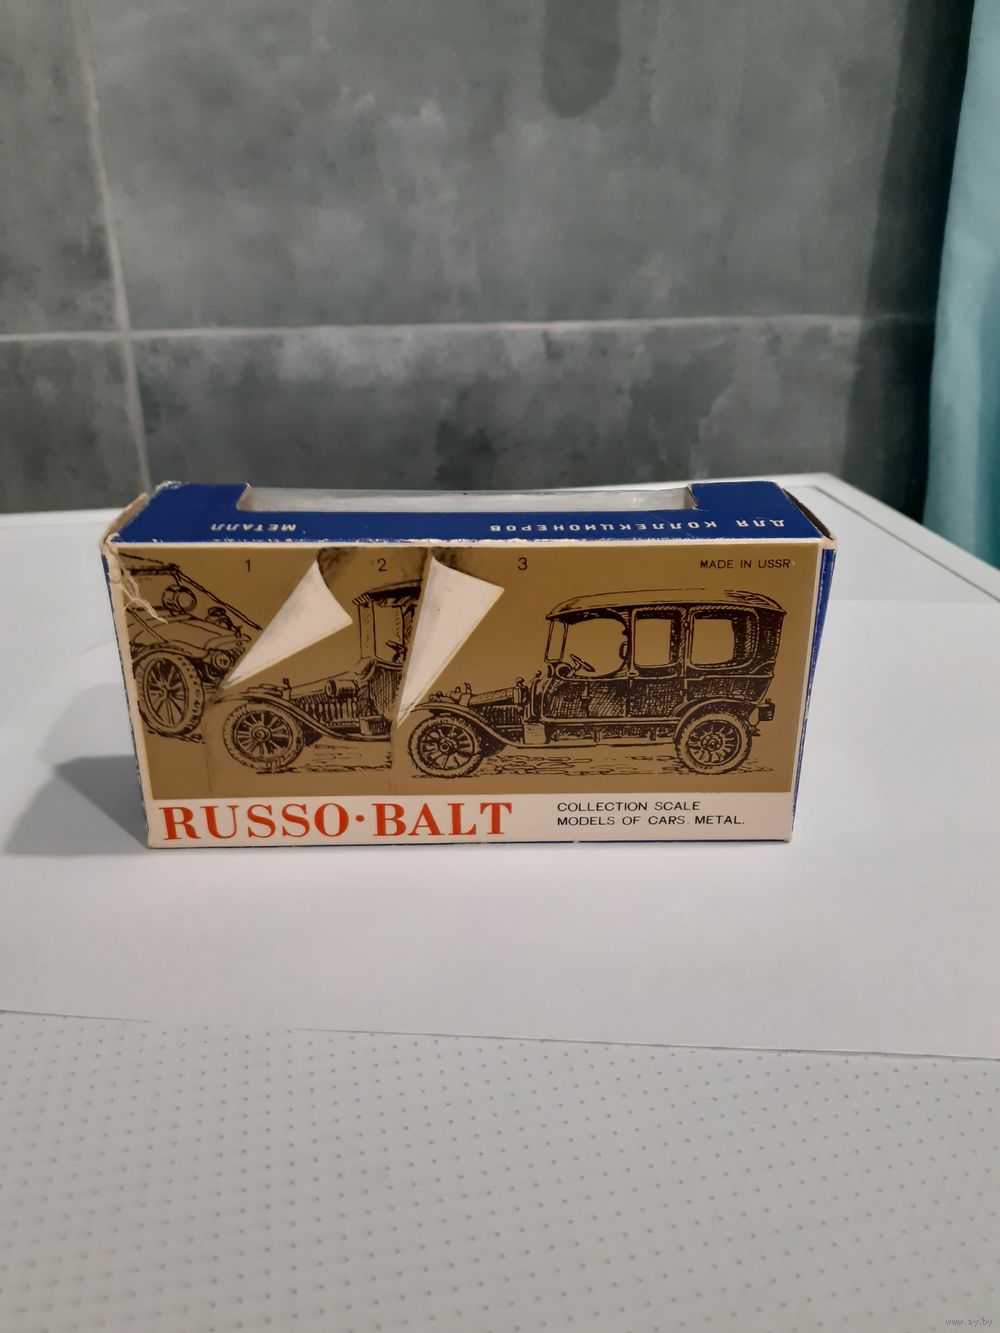 ДЛЯ КОЛЛЕКЦИОНЕРОВ МЕТАЛЛ
1 2 3 MADE IN USSR
RUSSO·BALT
COLLECTION SCALE
MODELS OF CARS. METAL.
www.ay.by